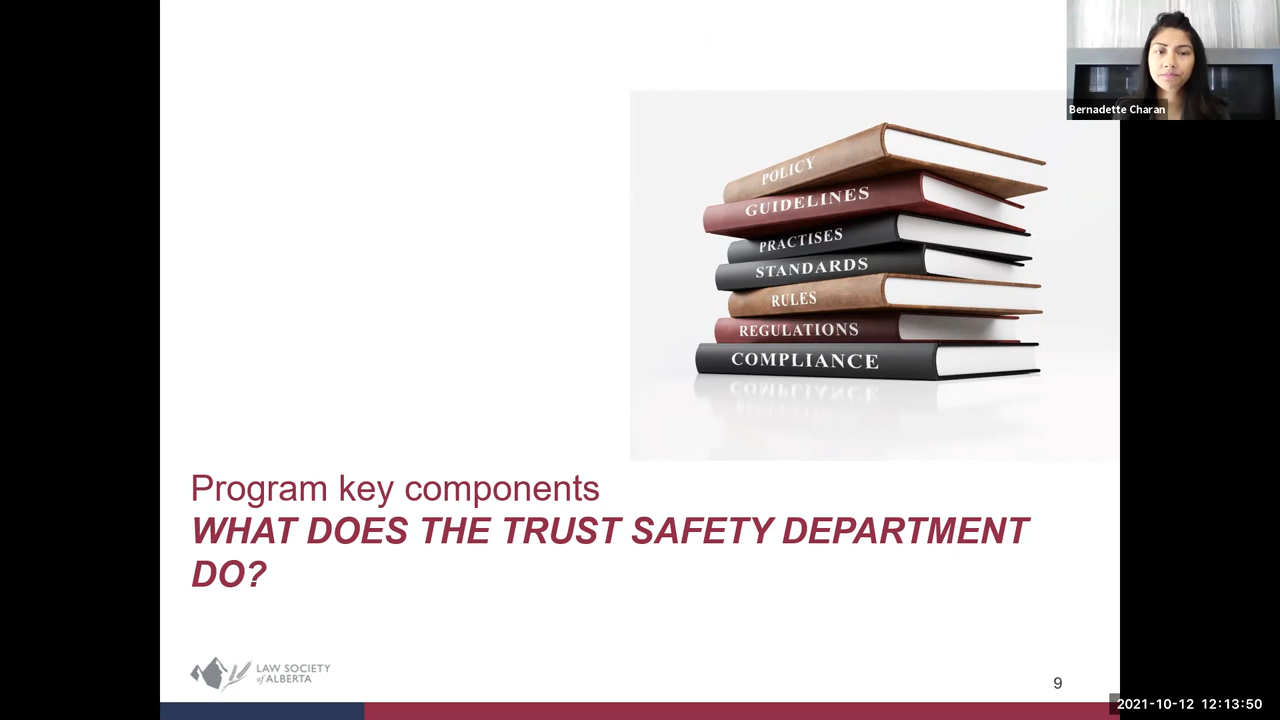 Bernadette Charan
POLICY
GUIDELINES
PRACTISES
STANDARDS
RULES
REGULATIONS
COMPLIANCE
Program key components
WHAT DOES THE TRUST SAFETY DEPARTMENT
DO?
LAW SOCIETY
of ALBERTA
9
2021-10-12 12:13:50